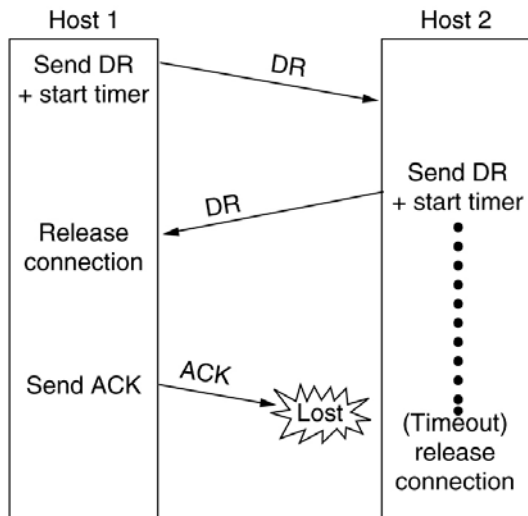 Host 1
Host 2
Send DR
+ start timer
DR
Send DR
+ start timer
DR
Release
connection
Send ACK
ACK
Lost
(Timeout)
release
connection